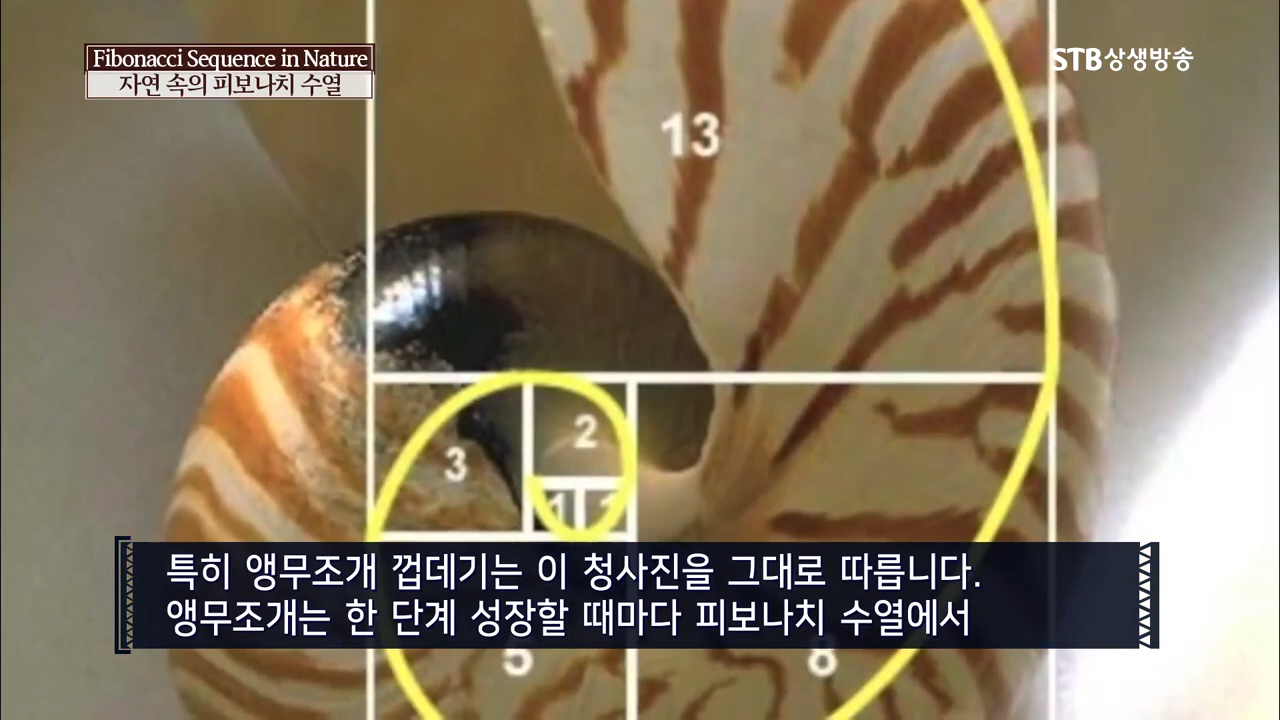 Fibonacci Sequence in Nature
자연 속의 피보나치 수열
STB상생방송
13
2
3
1 1
특히 앵무조개 껍데기는 이 청사진을 그대로 따릅니다.
앵무조개는 한 단계 성장할 때마다 피보나치 수열에서
5 8